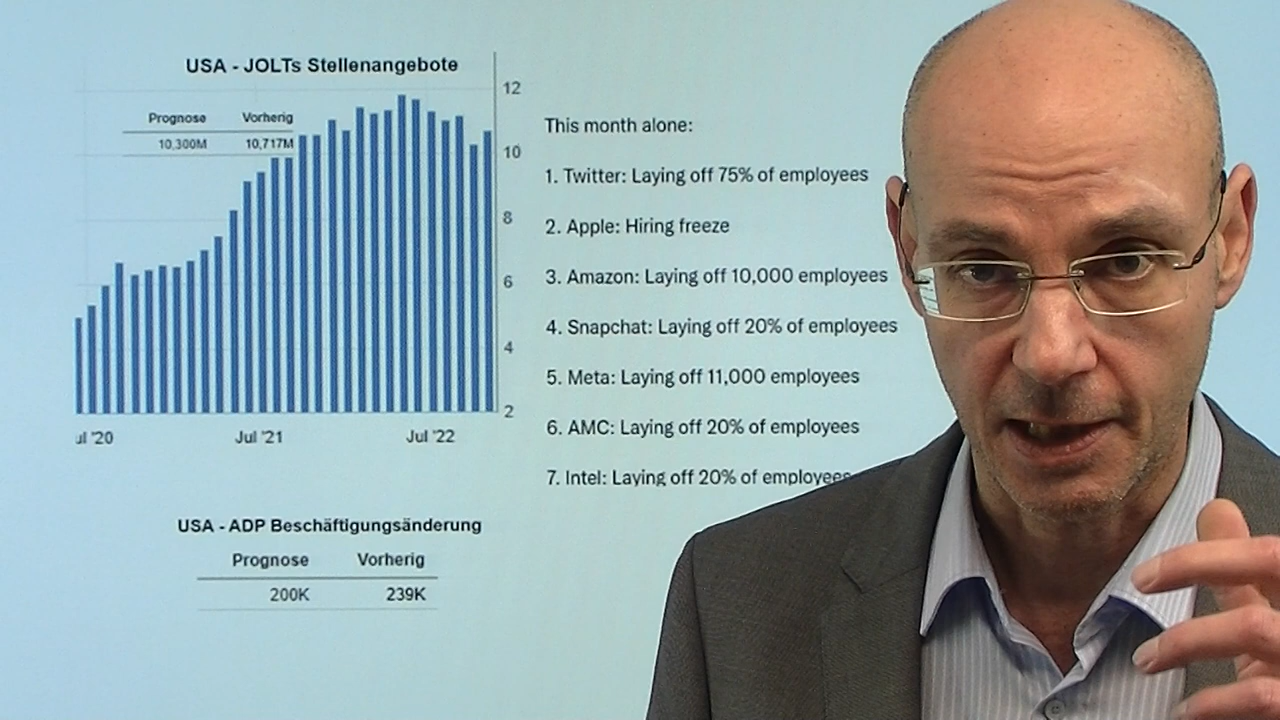 USA - JOLTs Stellenangebote
Prognose Vorherig
10,300M 10,717M
12
10
8
6
4
2
ul '20 Jul '21 Jul '22
This month alone:
1. Twitter: Laying off 75% of employees
2. Apple: Hiring freeze
3. Amazon: Laying off 10,000 employees
4. Snapchat: Laying off 20% of employees
5. Meta: Laying off 11,000 employees
6. AMC: Laying off 20% of employees
7. Intel: Laying off 20% of employees
USA - ADP Beschäftigungsänderung
Prognose Vorherig
200K 239K